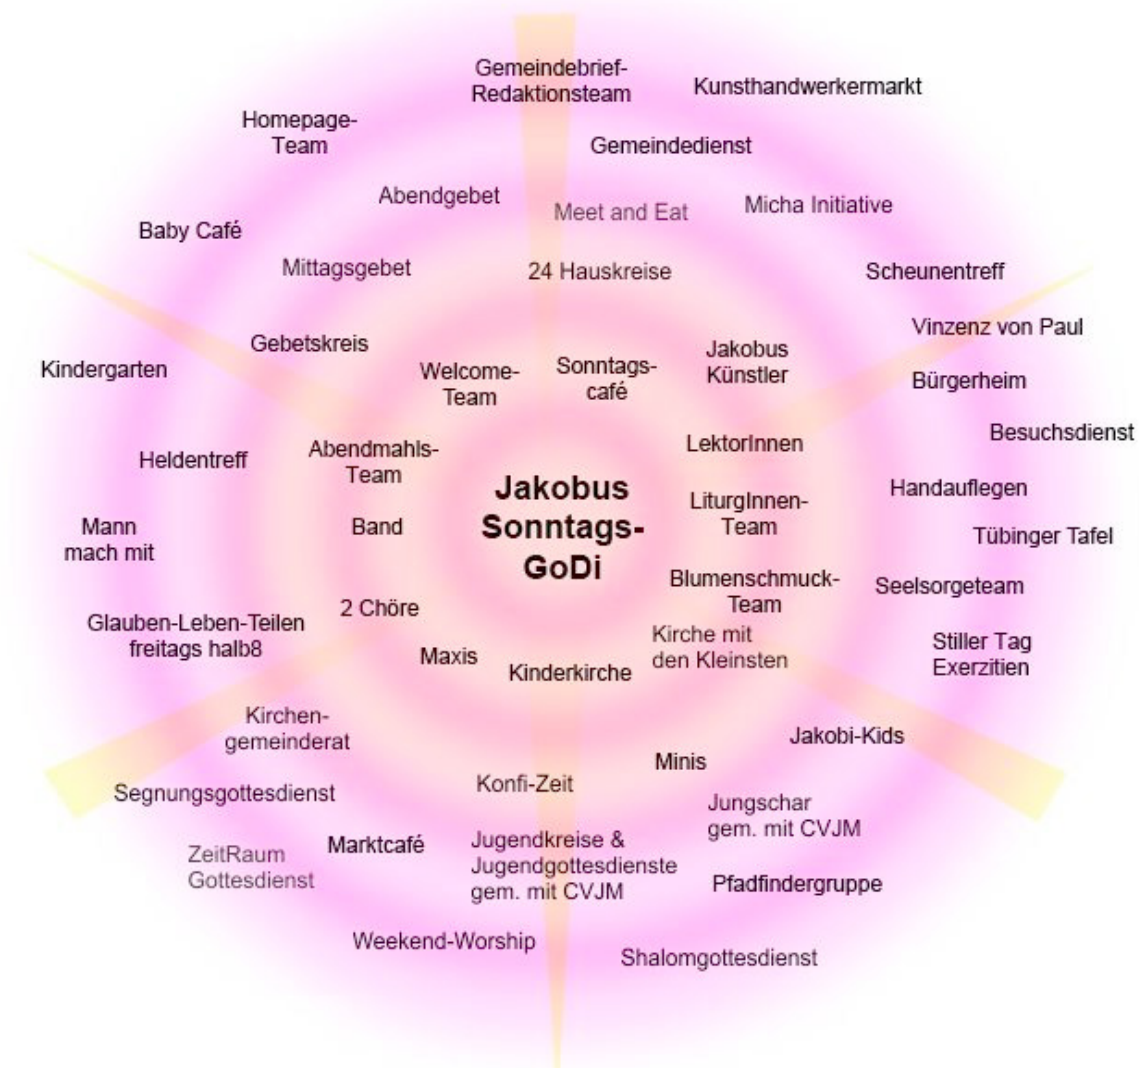 Gemeindebrief-
Redaktionsteam
Kunsthandwerkermarkt
Homepage-
Team
Gemeindedienst
Abendgebet
Meet and Eat
Micha Initiative
Baby Café
Mittagsgebet
24 Hauskreise
Scheunentreff
Vinzenz von Paul
Gebetskreis
Kindergarten
Welcome-
Team
Sonntags-
café
Jakobus
Künstler
Bürgerheim
Besuchsdienst
Heldentreff
Abendmahls-
Team
LektorInnen
Jakobus
Sonntags-
GoDi
Handauflegen
Mann
mach mit
Band
LiturgInnen-
Team
Tübinger Tafel
Blumenschmuck-
Team
Seelsorgeteam
Glauben-Leben-Teilen
freitags halb8
2 Chöre
Maxis
Kinderkirche
Kirche mit
den Kleinsten
Stiller Tag
Exerzitien
Kirchen-
gemeinderat
Jakobi-Kids
Minis
Segnungsgottesdienst
Konfi-Zeit
Jungschar
gem. mit CVJM
ZeitRaum
Gottesdienst
Marktcafé
Jugendkreise &
Jugendgottesdienste
gem. mit CVJM
Pfadfindergruppe
Weekend-Worship
Shalomgottesdienst